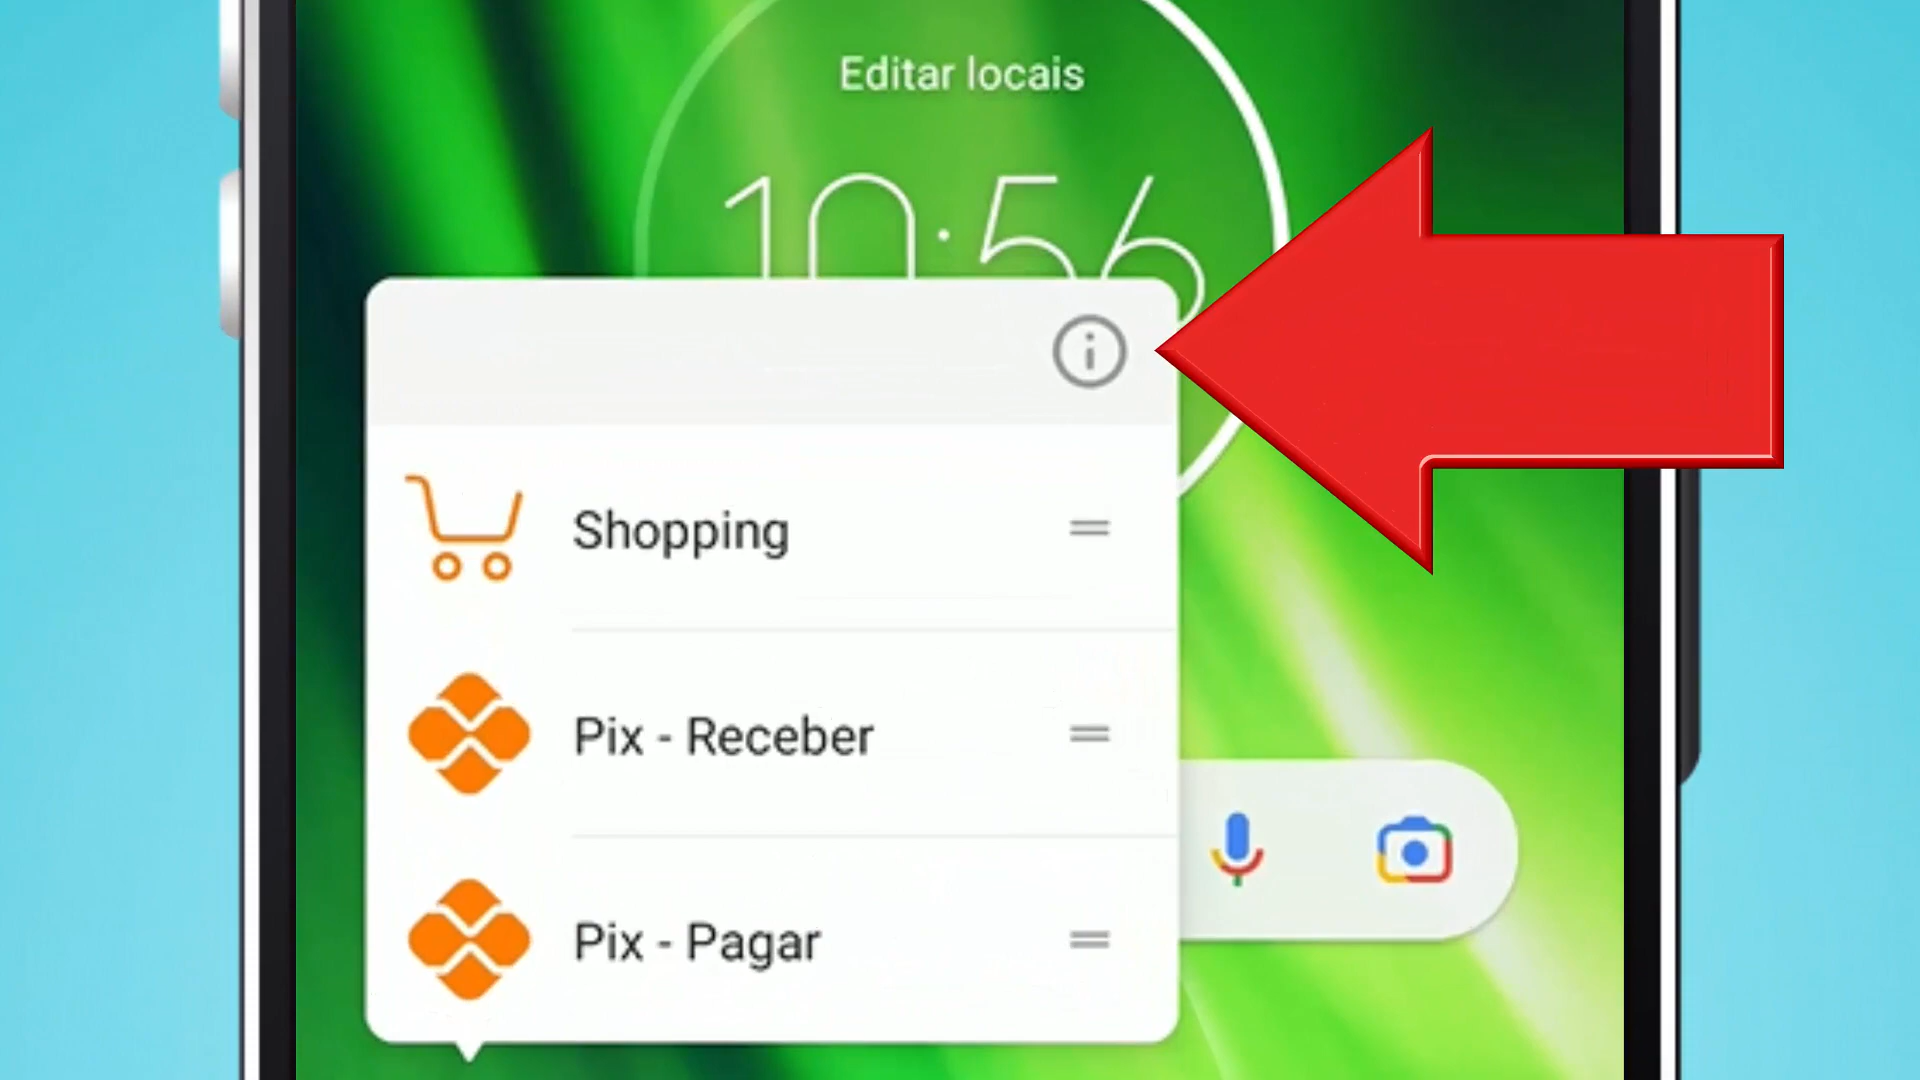 Editar locais
10:56
Shopping
Pix - Receber
Pix - Pagar